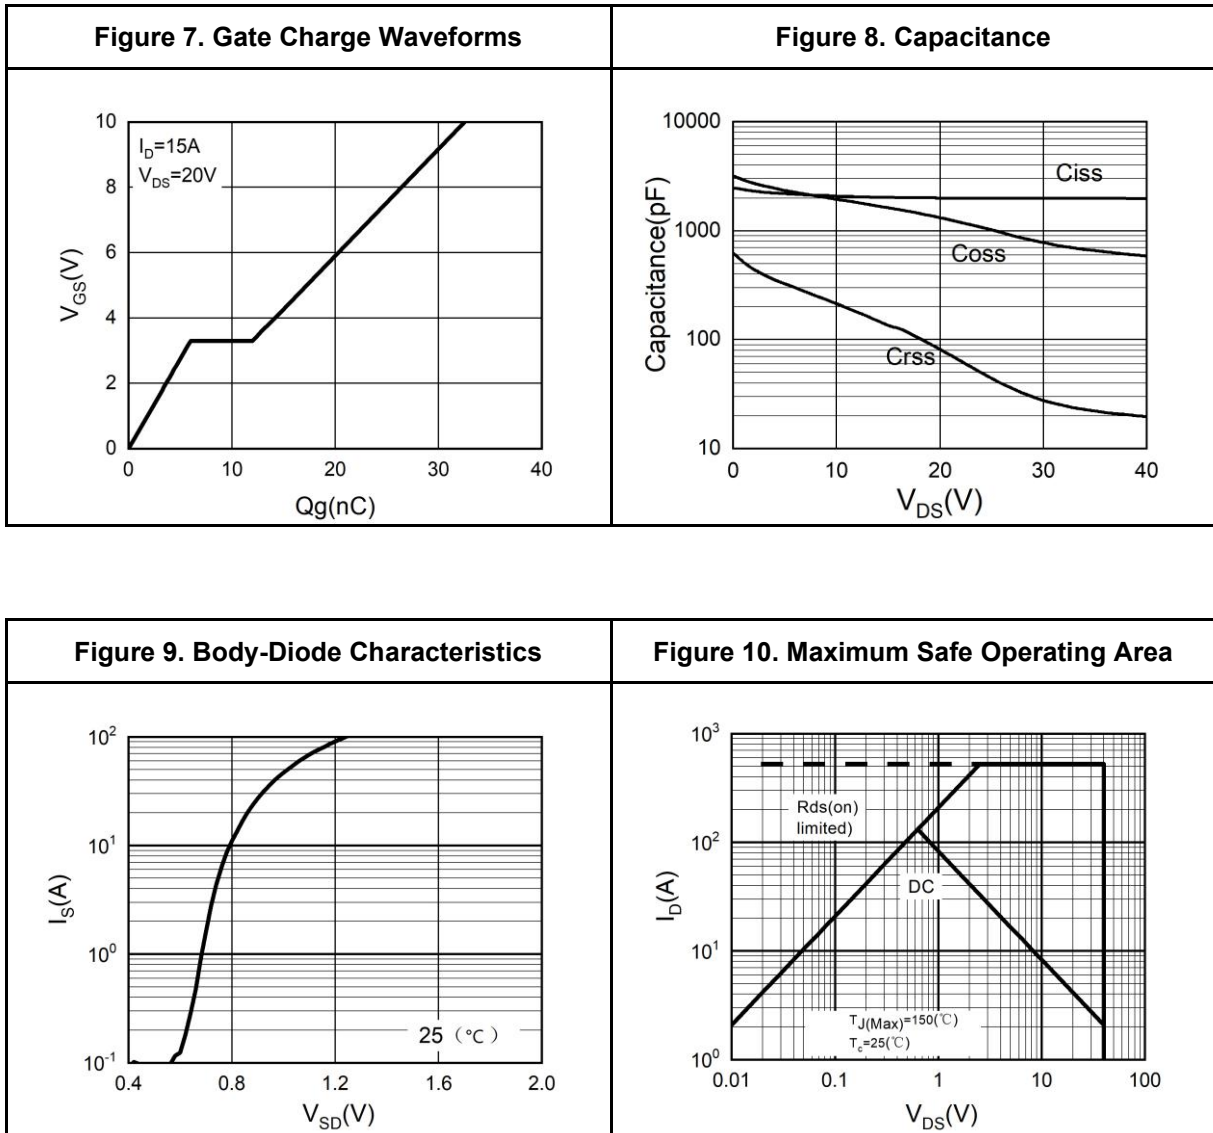 Figure 7. Gate Charge Waveforms
Figure 8. Capacitance
10
8
6
4
2
0
V_GS(V)
I_D=15A
V_DS=20V
0 10 20 30 40
Qg(nC)
10000
1000
100
10
Capacitance(pF)
Ciss
Coss
Crss
0 10 20 30 40
V_DS(V)
Figure 9. Body-Diode Characteristics
Figure 10. Maximum Safe Operating Area
10^2
10^1
10^0
10^-1
I_S(A)
25 （℃）
0.4 0.8 1.2 1.6 2.0
V_SD(V)
10^3
10^2
10^1
10^0
I_D(A)
Rds(on)
limited)
DC
T_J(Max)=150(℃)
T_c=25(℃)
0.01 0.1 1 10 100
V_DS(V)